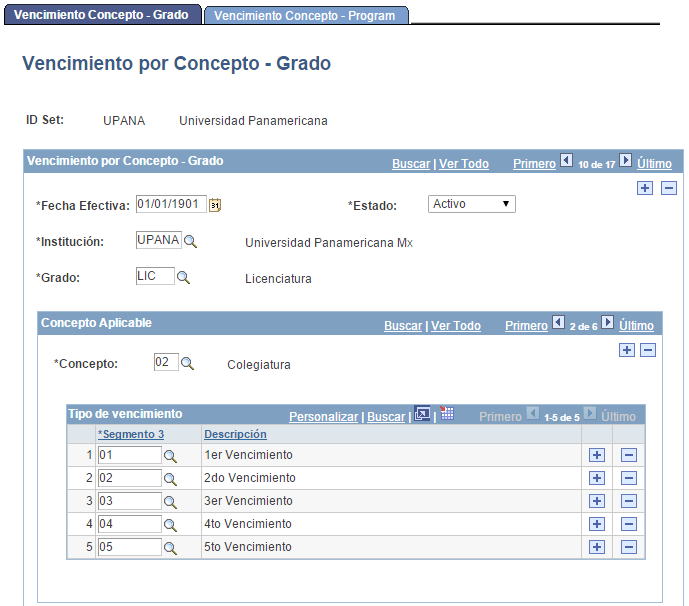 Vencimiento Concepto - Grado Vencimiento Concepto - Program
Vencimiento por Concepto - Grado
ID Set: UPANA Universidad Panamericana
Vencimiento por Concepto - Grado Buscar | Ver Todo Primero 10 de 17 Último
*Fecha Efectiva: 01/01/1901 31 *Estado: Activo
*Institución: UPANA Universidad Panamericana Mx
*Grado: LIC Licenciatura
Concepto Aplicable Buscar | Ver Todo Primero 2 de 6 Último
*Concepto: 02 Colegiatura
Tipo de vencimiento Personalizar | Buscar | | Primero 1-5 de 5 Último
*Segmento 3 Descripción
1 01 1er Vencimiento
2 02 2do Vencimiento
3 03 3er Vencimiento
4 04 4to Vencimiento
5 05 5to Vencimiento